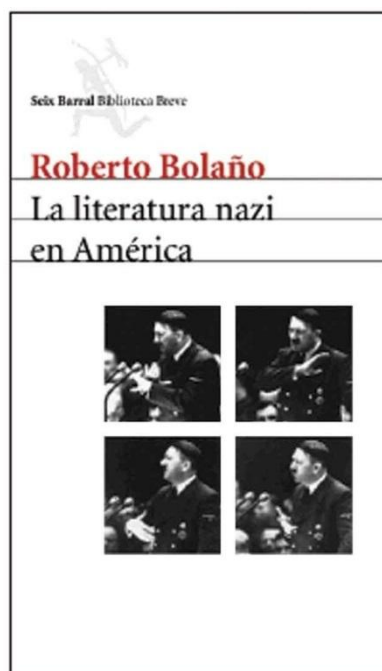 Seix Barral Biblioteca Breve
Roberto Bolaño
La literatura nazi
en América